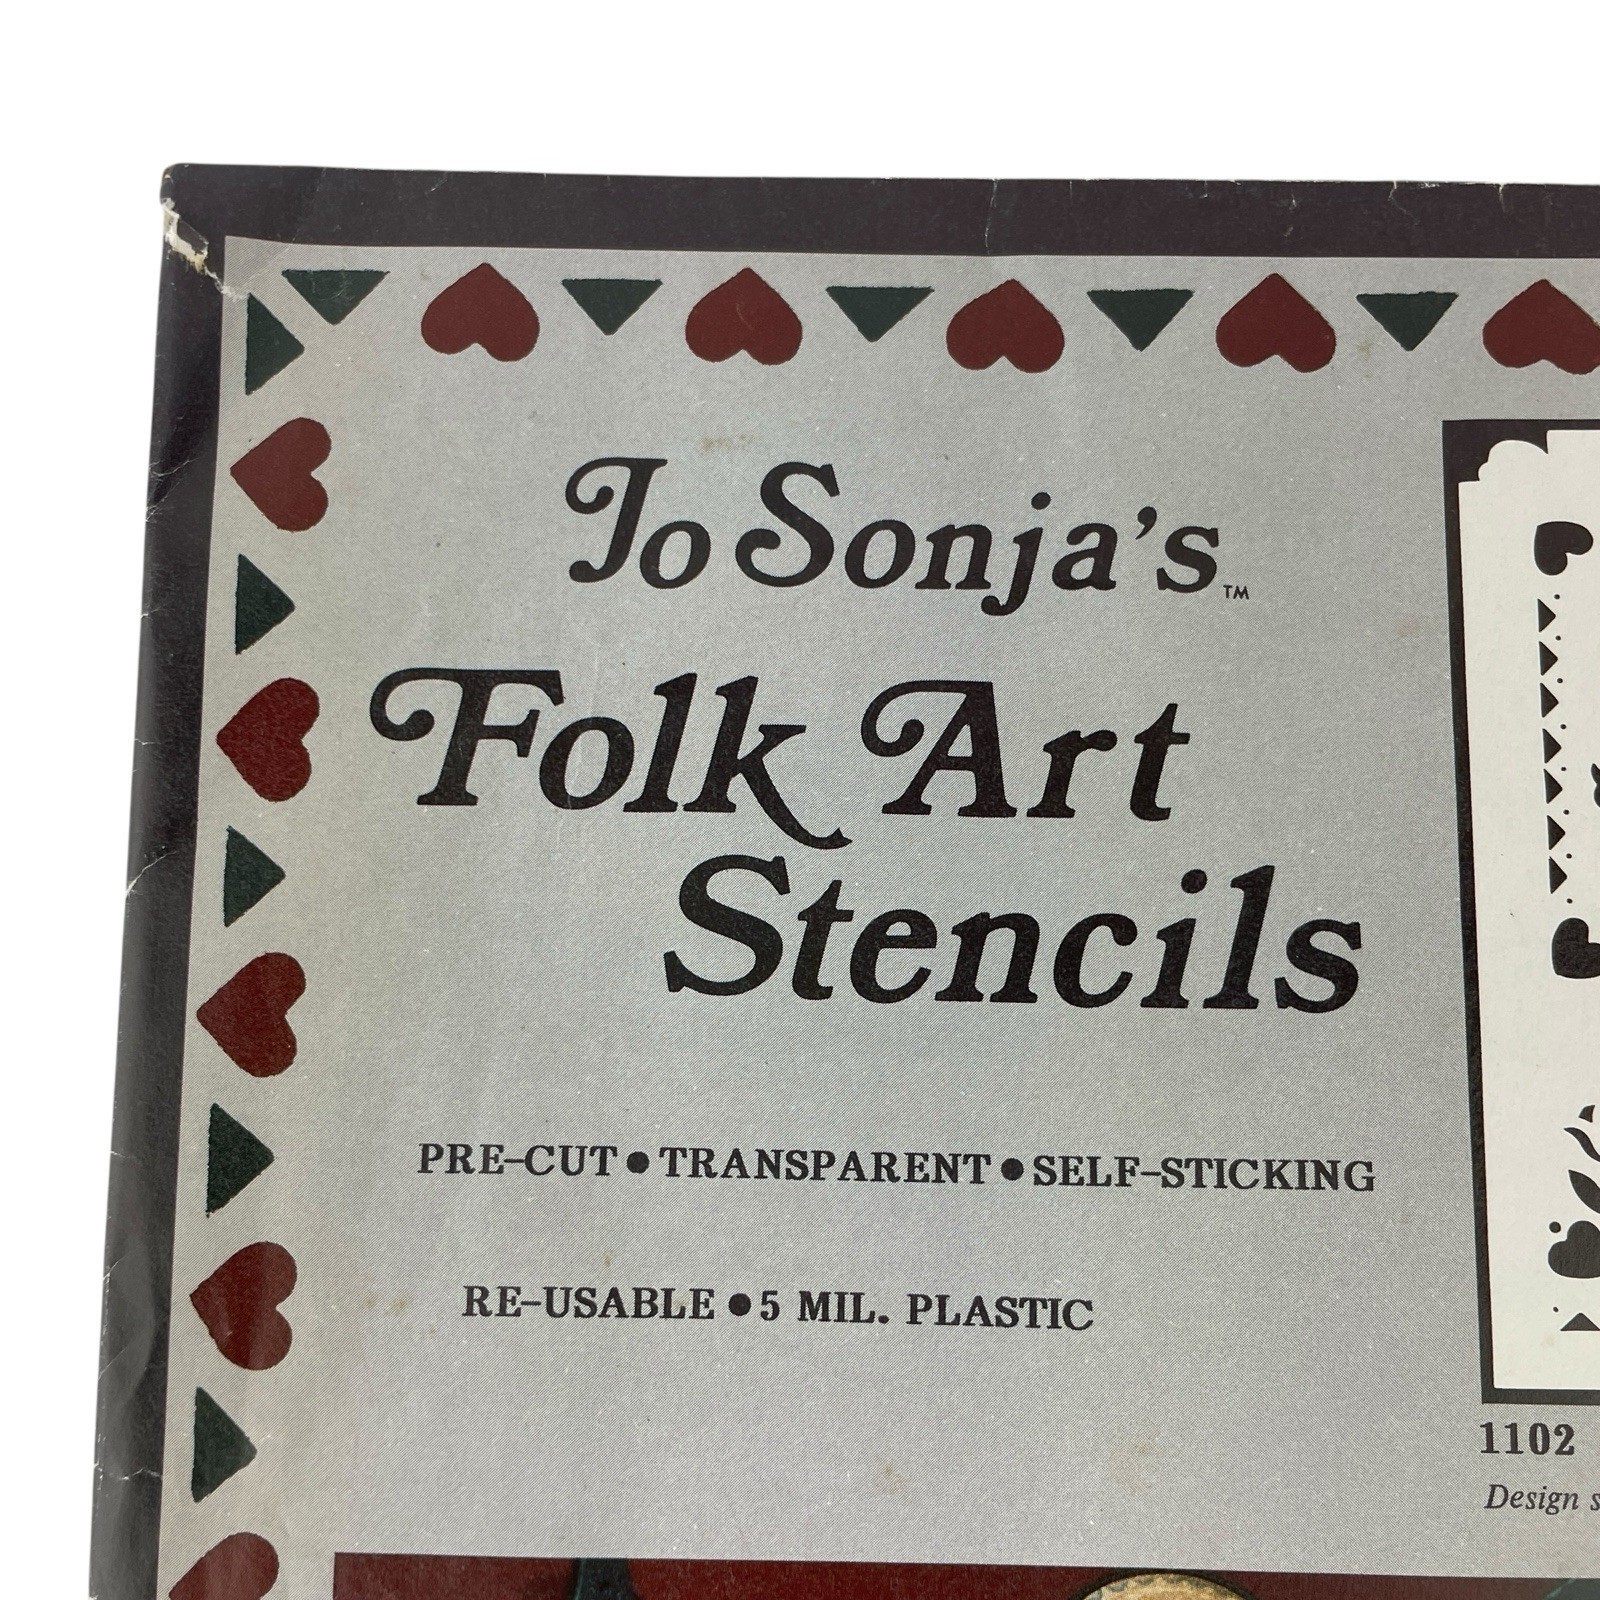 Jo Sonja's™
Folk Art
Stencils
PRE-CUT ● TRANSPARENT ● SELF-STICKING
RE-USABLE ● 5 MIL. PLASTIC
1102
Design